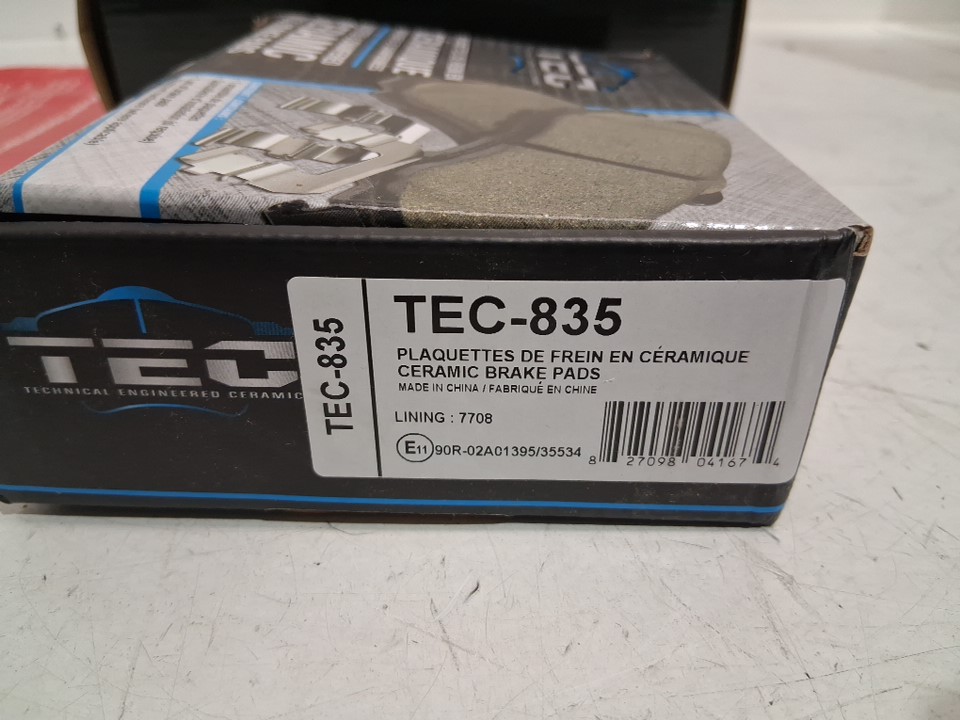 TEC
TEC
TECHNICAL ENGINEERED CERAMIC
TEC-835
TEC-835
PLAQUETTES DE FREIN EN CÉRAMIQUE
CERAMIC BRAKE PADS
MADE IN CHINA / FABRIQUÉ EN CHINE
LINING : 7708
E11 90R-02A01395/35534
8 27098 04167 4